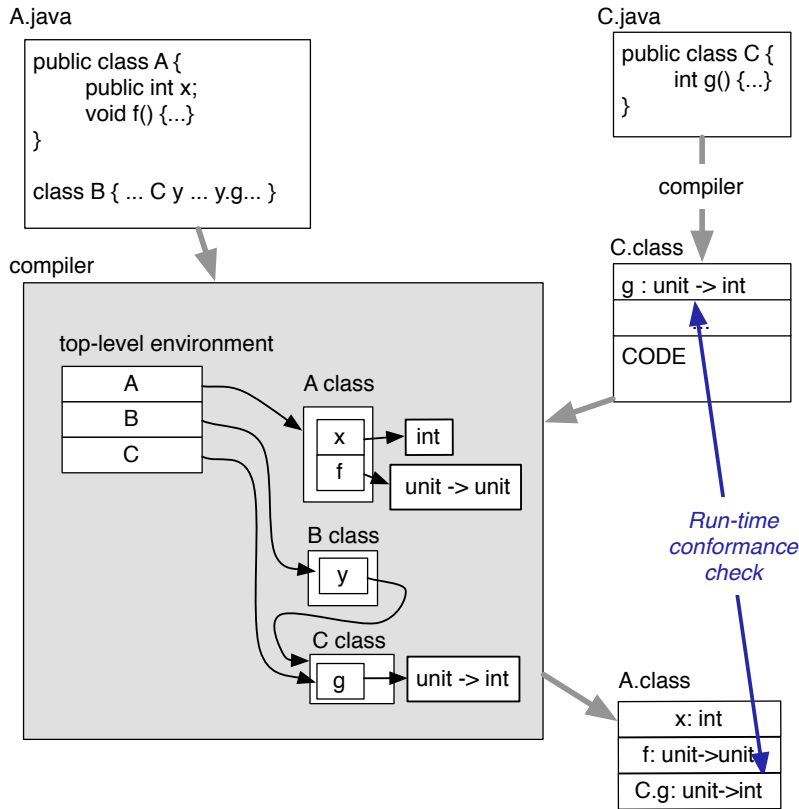 A.java
public class A {
public int x;
void f() {...}
}
class B { ... C y ... y.g... }
C.java
public class C {
int g() {...}
}
compiler
C.class
g : unit -> int
...
CODE
compiler
top-level environment
A
B
C
A class
x
int
f
unit -> unit
B class
y
C class
g
unit -> int
Run-time
conformance
check
A.class
x: int
f: unit->unit
C.g: unit->int